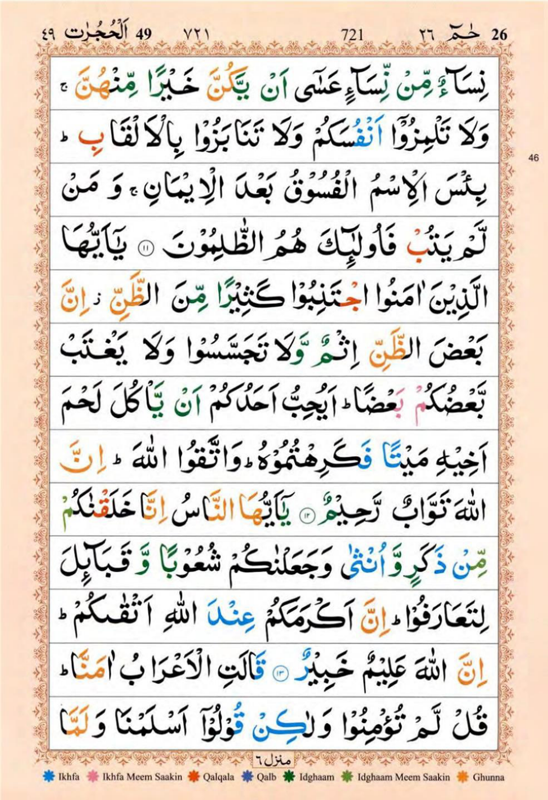 ٤٩ اَلْحُجُرٰت 49 ٧٢١ 721 حٰمٓ ٢٦ 26
نِسَآءٌ مِّنْ نِّسَآءٍ عَسٰۤى اَنْ يَّكُنَّ خَيْرًا مِّنْهُنَّ ۚ
وَلَا تَلْمِزُوْۤا اَنْفُسَكُمْ وَلَا تَنَابَزُوْا بِالْاَلْقَابِ ؕ
46
بِئْسَ الِاسْمُ الْفُسُوْقُ بَعْدَ الْاِيْمَانِ ۚ وَ مَنْ
لَّمْ يَتُبْ فَاُولٰٓئِكَ هُمُ الظّٰلِمُوْنَ ﴿١١﴾ يٰۤاَيُّهَا
الَّذِيْنَ اٰمَنُوا اجْتَنِبُوْا كَثِيْرًا مِّنَ الظَّنِّ ؗ اِنَّ
بَعْضَ الظَّنِّ اِثْمٌ وَّلَا تَجَسَّسُوْا وَلَا يَغْتَبْ
بَّعْضُكُمْ بَعْضًا ؕ اَيُحِبُّ اَحَدُكُمْ اَنْ يَّاْكُلَ لَحْمَ
اَخِيْهِ مَيْتًا فَكَرِهْتُمُوْهُ ؕ وَاتَّقُوا اللّٰهَ ؕ اِنَّ
اللّٰهَ تَوَّابٌ رَّحِيْمٌ ﴿١٢﴾ يٰۤاَيُّهَا النَّاسُ اِنَّا خَلَقْنٰكُمْ
مِّنْ ذَكَرٍ وَّاُنْثٰى وَجَعَلْنٰكُمْ شُعُوْبًا وَّ قَبَآئِلَ
لِتَعَارَفُوْا ؕ اِنَّ اَكْرَمَكُمْ عِنْدَ اللّٰهِ اَتْقٰىكُمْ ؕ
اِنَّ اللّٰهَ عَلِيْمٌ خَبِيْرٌ ﴿١٣﴾ قَالَتِ الْاَعْرَابُ اٰمَنَّا ؕ
قُلْ لَّمْ تُؤْمِنُوْا وَلٰكِنْ قُوْلُوْۤا اَسْلَمْنَا وَ لَمَّا
منزل ٦
Ikhfa Ikhfa Meem Saakin Qalqala Qalb Idghaam Idghaam Meem Saakin Ghunna